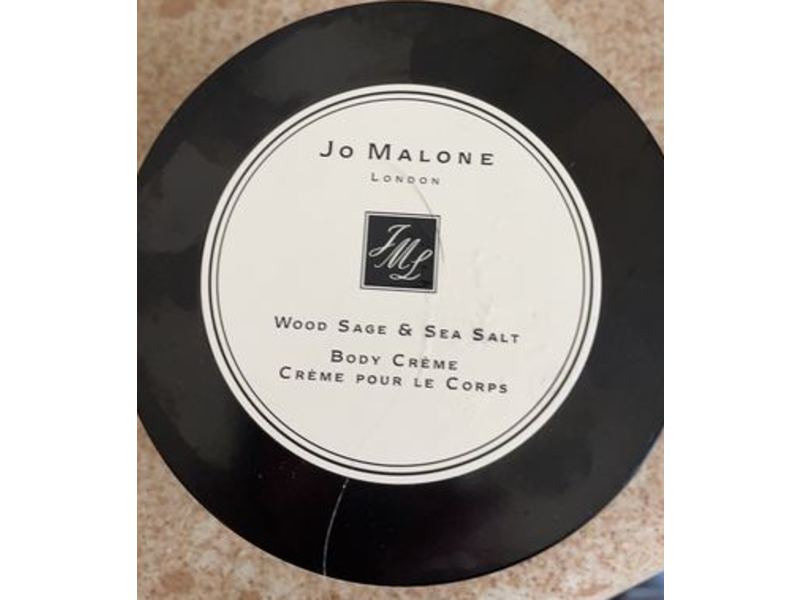 Jo Malone
London
JML
Wood Sage & Sea Salt
Body Crème
Crème pour le Corps